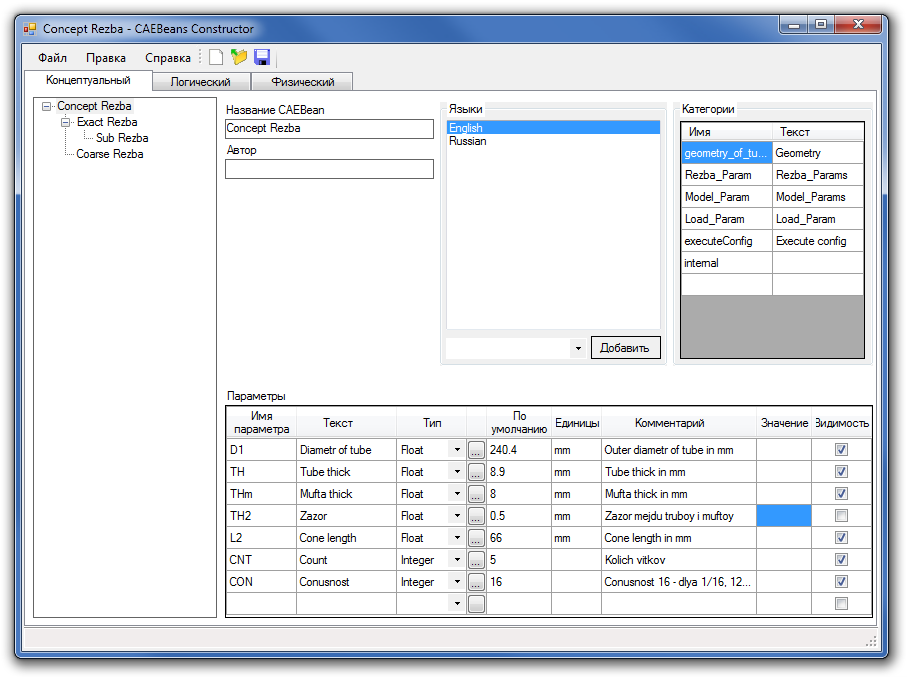 Concept Rezba - CAEBeans Constructor
Файл Правка Справка
Концептуальный Логический Физический
Concept Rezba
Exact Rezba
Sub Rezba
Coarse Rezba
Название CAEBean
Concept Rezba
Автор
Языки
English
Russian
Добавить
Категории
Имя Текст
geometry_of_tu... Geometry
Rezba_Param Rezba_Params
Model_Param Model_Params
Load_Param Load_Param
executeConfig Execute config
internal
Параметры
Имя параметра Текст Тип По умолчанию Единицы Комментарий Значение Видимость
D1 Diametr of tube Float ... 240.4 mm Outer diametr of tube in mm
TH Tube thick Float ... 8.9 mm Tube thick in mm
THm Mufta thick Float ... 8 mm Mufta thick in mm
TH2 Zazor Float ... 0.5 mm Zazor mejdu truboy i muftoy
L2 Cone length Float ... 66 mm Cone length in mm
CNT Count Integer ... 5 Kolich vitkov
CON Conusnost Integer ... 16 Conusnost 16 - dlya 1/16, 12...